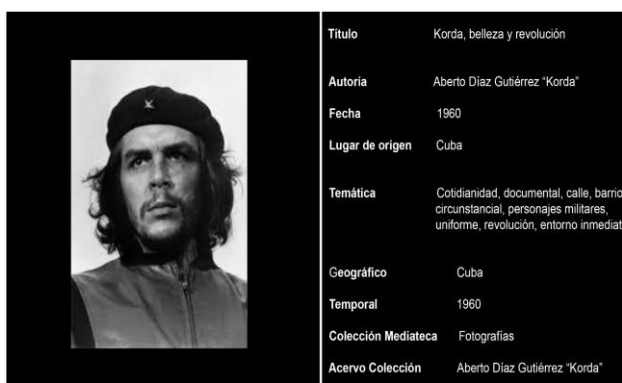 Título Korda, belleza y revolución
Autoría Aberto Díaz Gutiérrez “Korda”
Fecha 1960
Lugar de origen Cuba
Temática Cotidianidad, documental, calle, barrio
circunstancial, personajes militares,
uniforme, revolución, entorno inmediat
Geográfico Cuba
Temporal 1960
Colección Mediateca Fotografías
Acervo Colección Aberto Díaz Gutiérrez “Korda”